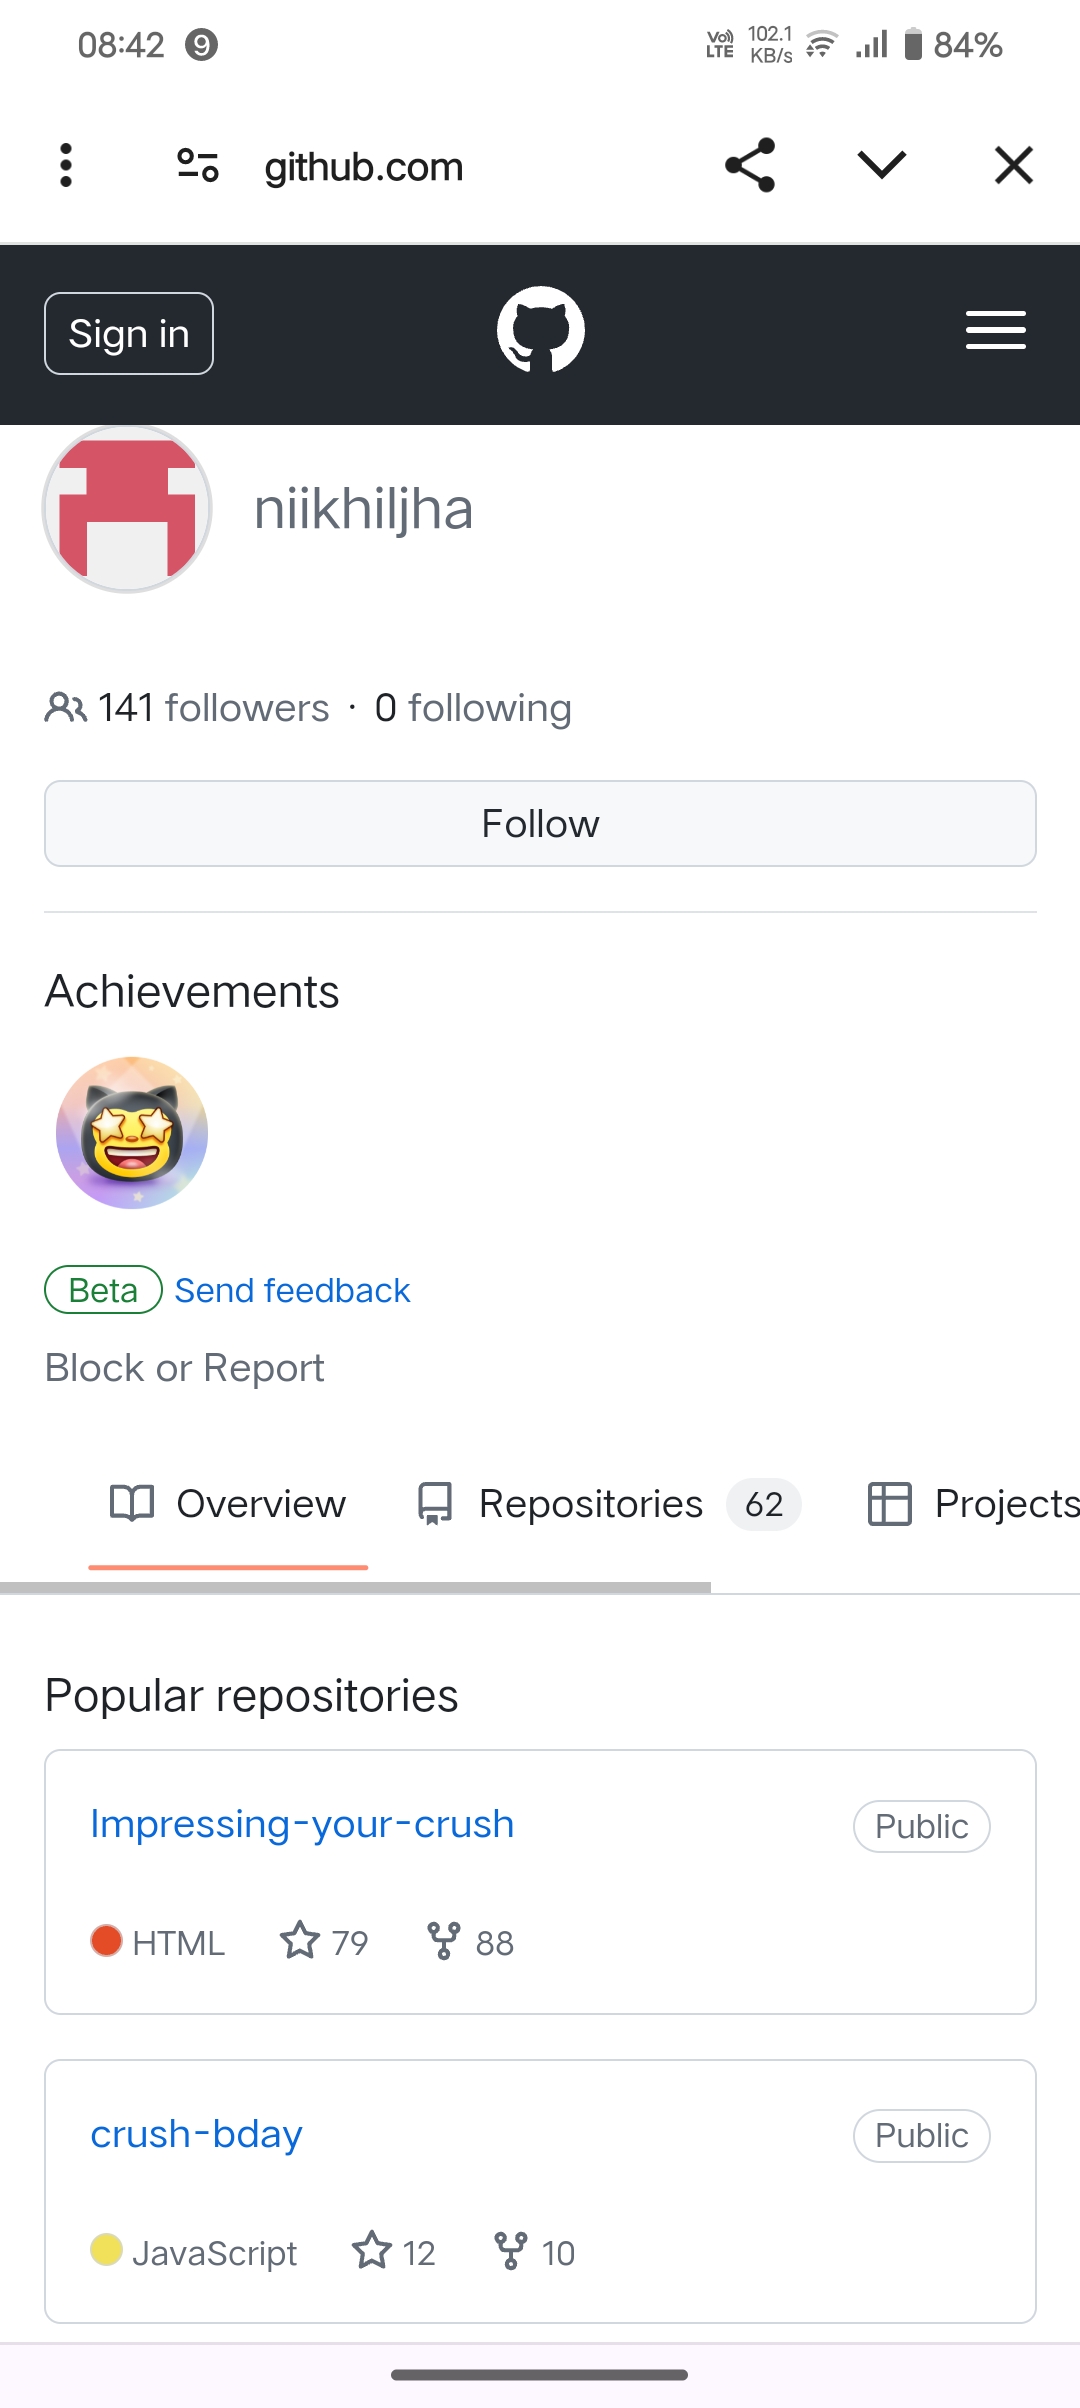 08:42 9 VoLTE 102.1 KB/s 84%
github.com
Sign in
niikhiljha
141 followers · 0 following
Follow
Achievements
Beta Send feedback
Block or Report
Overview Repositories 62 Projects
Popular repositories
Impressing-your-crush Public
HTML 79 88
crush-bday Public
JavaScript 12 10